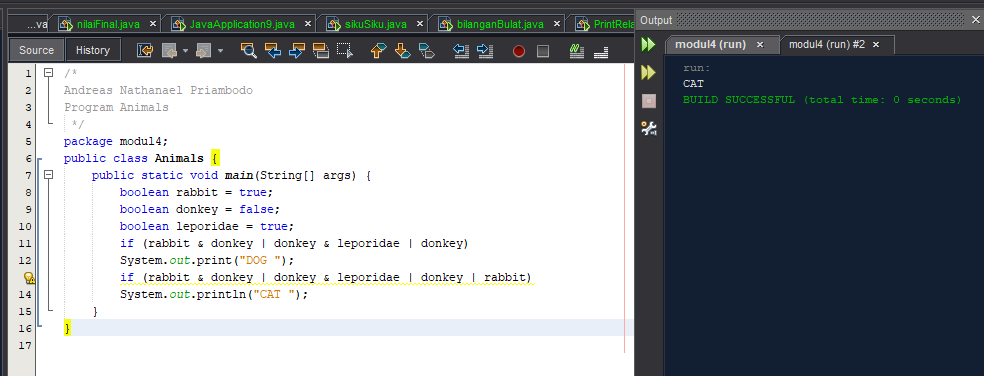 ...va nilaiFinal.java × JavaApplication9.java × sikuSiku.java × bilanganBulat.java × PrintRela
Source History
1 /*
2 Andreas Nathanael Priambodo
3 Program Animals
4 */
5 package modul4;
6 public class Animals {
7 public static void main(String[] args) {
8 boolean rabbit = true;
9 boolean donkey = false;
10 boolean leporidae = true;
11 if (rabbit & donkey | donkey & leporidae | donkey)
12 System.out.print("DOG ");
if (rabbit & donkey | donkey & leporidae | donkey | rabbit)
14 System.out.println("CAT ");
15 }
16 }
17
Output ×
modul4 (run) × modul4 (run) #2 ×
run:
CAT
BUILD SUCCESSFUL (total time: 0 seconds)